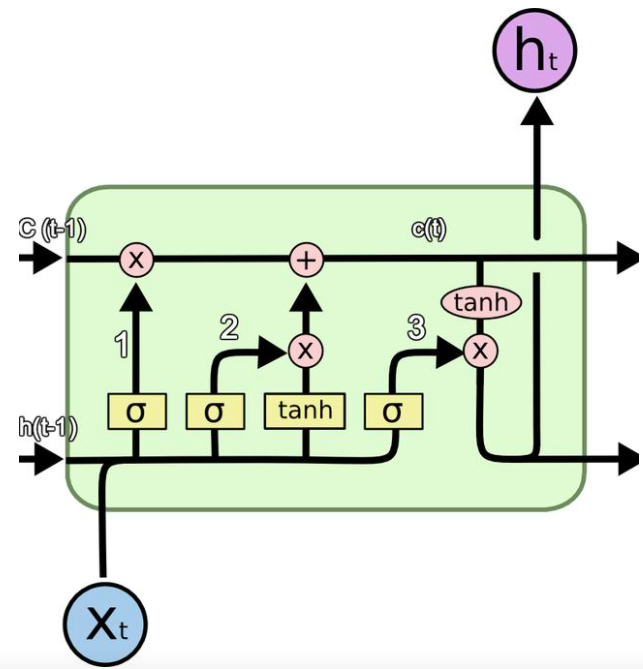 ht
C (t-1)
c(t)
x
+
tanh
1
2
3
x
x
σ
σ
tanh
σ
h(t-1)
Xt